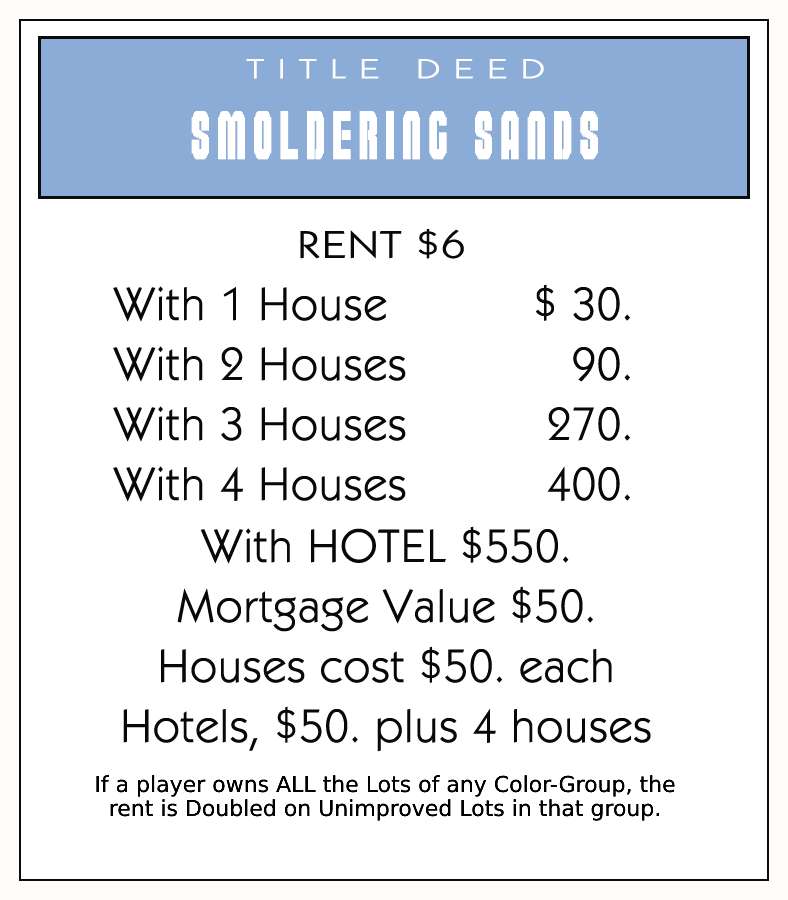 TITLE DEED
SMOLDERING SANDS
RENT $6
With 1 House $ 30.
With 2 Houses 90.
With 3 Houses 270.
With 4 Houses 400.
With HOTEL $550.
Mortgage Value $50.
Houses cost $50. each
Hotels, $50. plus 4 houses
If a player owns ALL the Lots of any Color-Group, the
rent is Doubled on Unimproved Lots in that group.